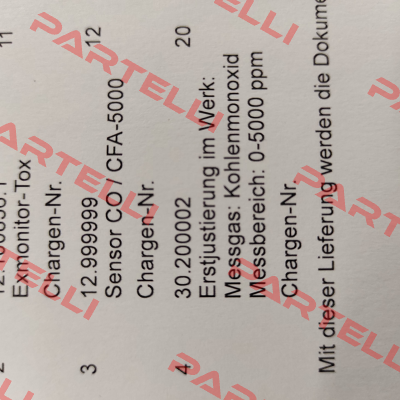 2
11
Exmonitor-Tox
Chargen-Nr.
3 12.999999 12
Sensor CO / CFA-5000
Chargen-Nr.
4 30.200002 20
Erstjustierung im Werk:
Messgas: Kohlenmonoxid
Messbereich: 0-5000 ppm
Chargen-Nr.
Mit dieser Lieferung werden die
PARTELLI
PARTELLI
PARTELLI
PARTELLI
PARTELLI